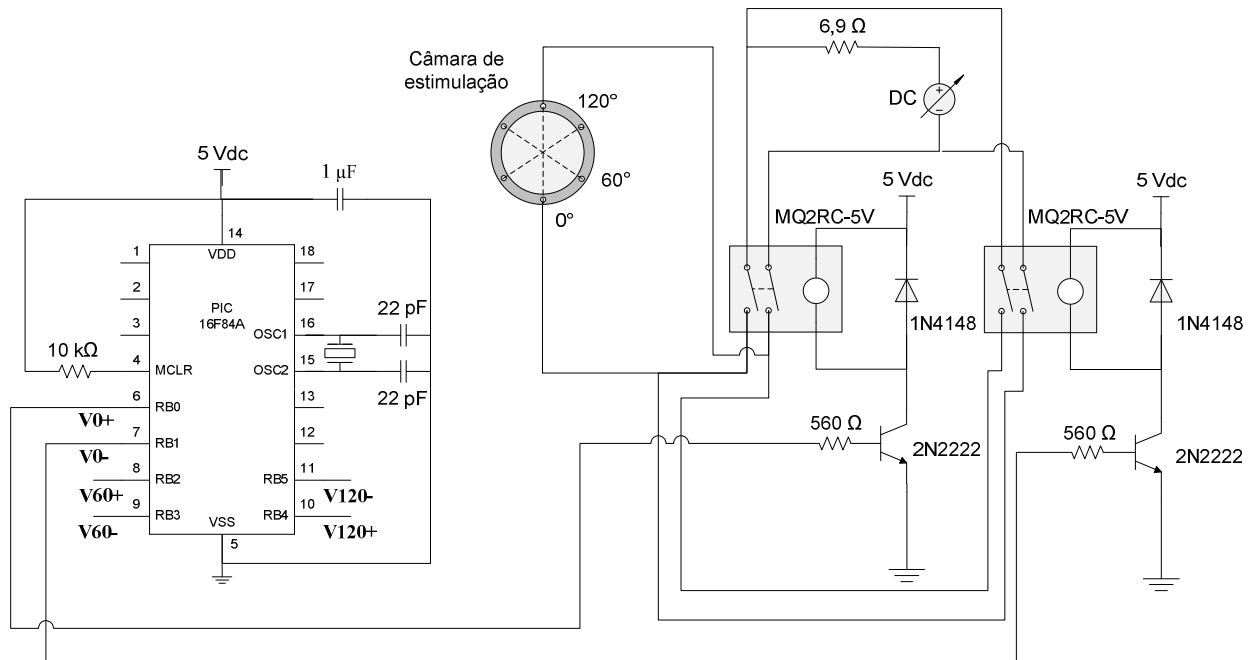 Câmara de
estimulação
120°
60°
0°
6,9 Ω
DC
+
−
5 Vdc
1 µF
14
VDD
1
2
3
4
6
7
8
9
18
17
16
15
13
12
11
10
PIC
16F84A
OSC1
OSC2
MCLR
RB0
RB1
RB2
RB3
RB5
RB4
VSS
5
10 kΩ
22 pF
22 pF
V0+
V0-
V60+
V60-
V120-
V120+
MQ2RC-5V
5 Vdc
1N4148
560 Ω
2N2222
MQ2RC-5V
5 Vdc
1N4148
560 Ω
2N2222